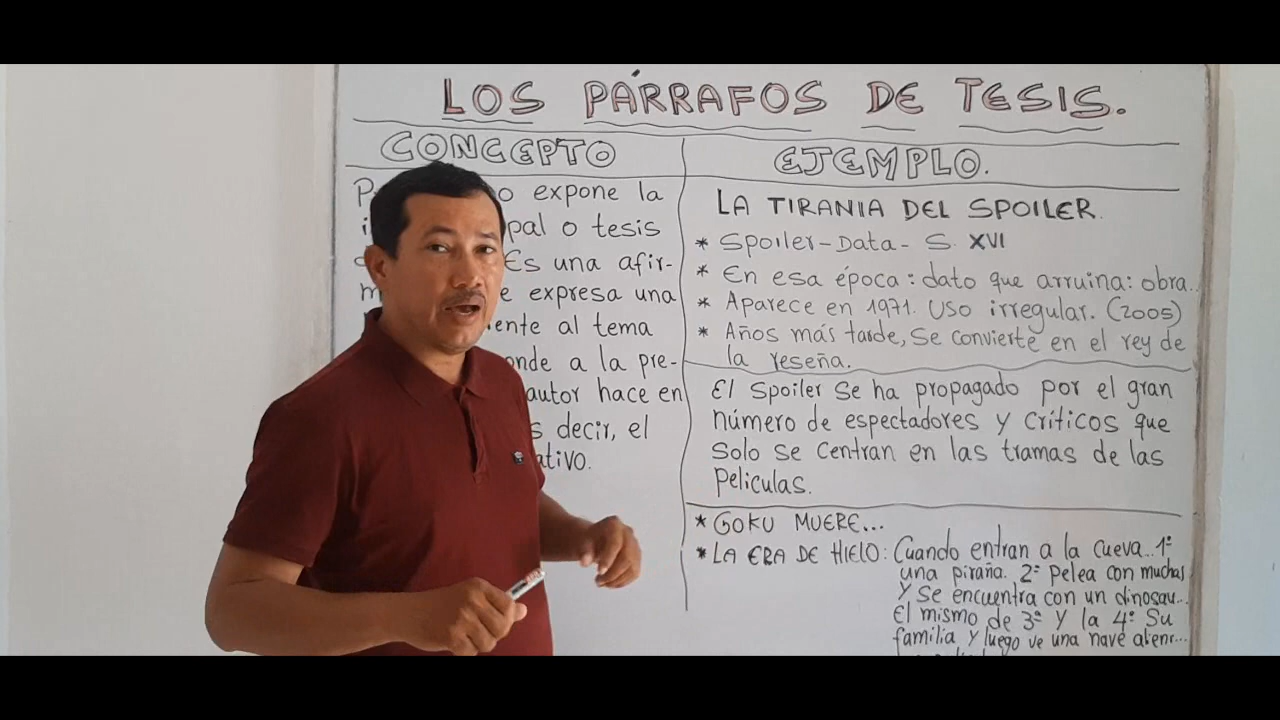 LOS PÁRRAFOS DE TESIS.
CONCEPTO
o expone la
pal o tesis
Es una afir-
e expresa una
ente al tema
onde a la pre-
autor hace en
s decir, el
ativo.
EJEMPLO.
LA TIRANIA DEL SPOILER.
* Spoiler-Data- S. XVI
* En esa época: dato que arruina: obra..
* Aparece en 1971. Uso irregular. (2005)
* Años más tarde, Se convierte en el rey de
la reseña.
El Spoiler Se ha propagado por el gran
número de espectadores y críticos que
Solo se centran en las tramas de las
Peliculas.
* GOKU MUERE...
* LA ERA DE HIELO: Cuando entran a la cueva..1ª
una piraña. 2ª Pelea con muchas
y Se encuentra con un dinosau...
El mismo de 3ª y la 4ª Su
familia y luego ve una nave